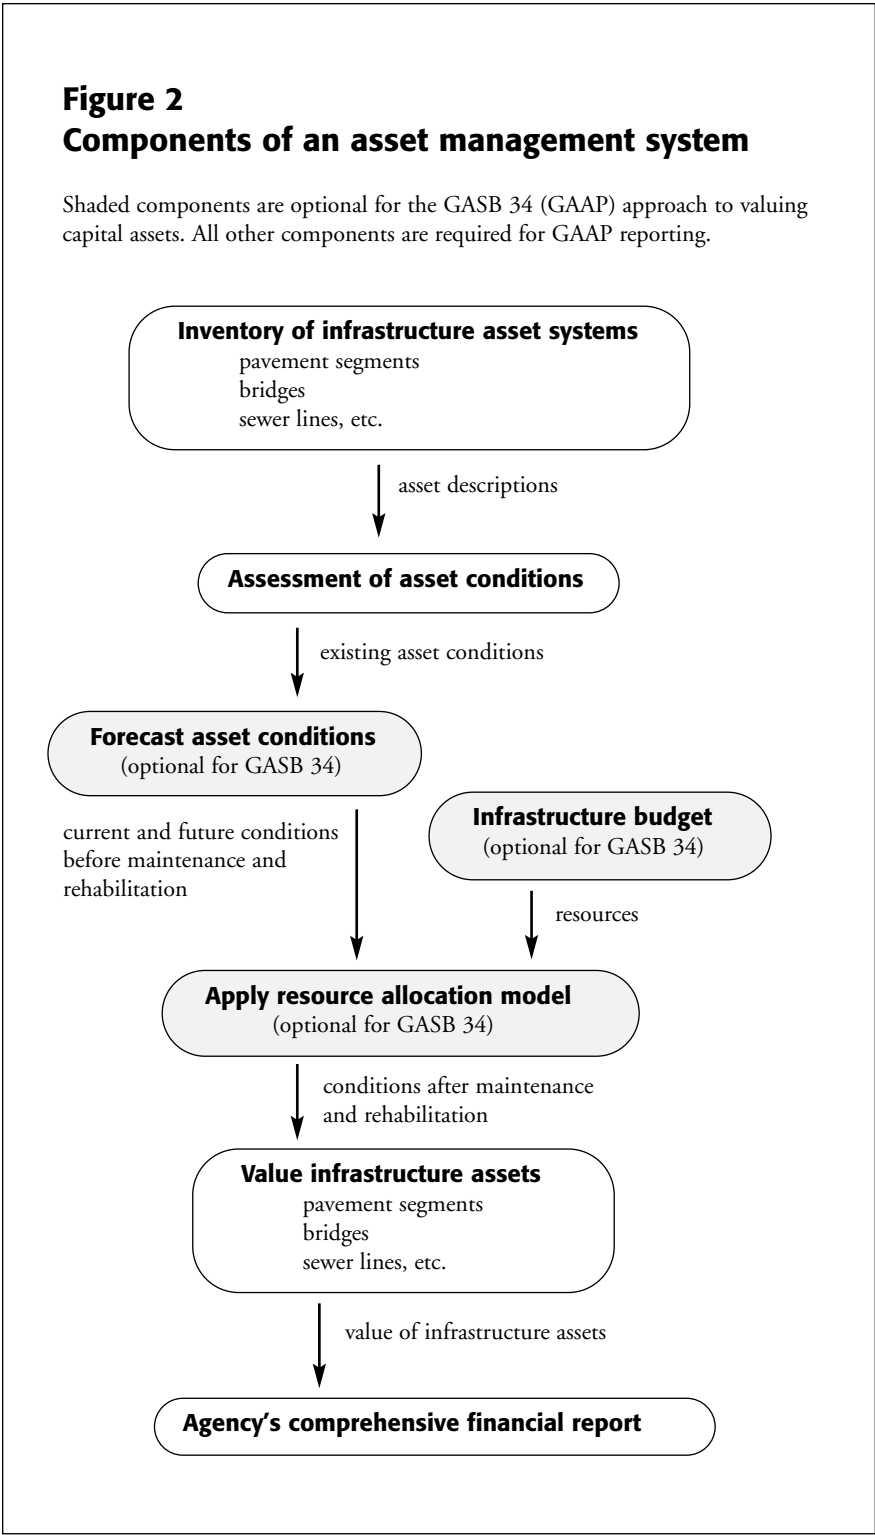 Figure 2
Components of an asset management system
Shaded components are optional for the GASB 34 (GAAP) approach to valuing
capital assets. All other components are required for GAAP reporting.
Inventory of infrastructure asset systems
pavement segments
bridges
sewer lines, etc.
asset descriptions
Assessment of asset conditions
existing asset conditions
Forecast asset conditions
(optional for GASB 34)
Infrastructure budget
(optional for GASB 34)
current and future conditions
before maintenance and
rehabilitation
resources
Apply resource allocation model
(optional for GASB 34)
conditions after maintenance
and rehabilitation
Value infrastructure assets
pavement segments
bridges
sewer lines, etc.
value of infrastructure assets
Agency’s comprehensive financial report